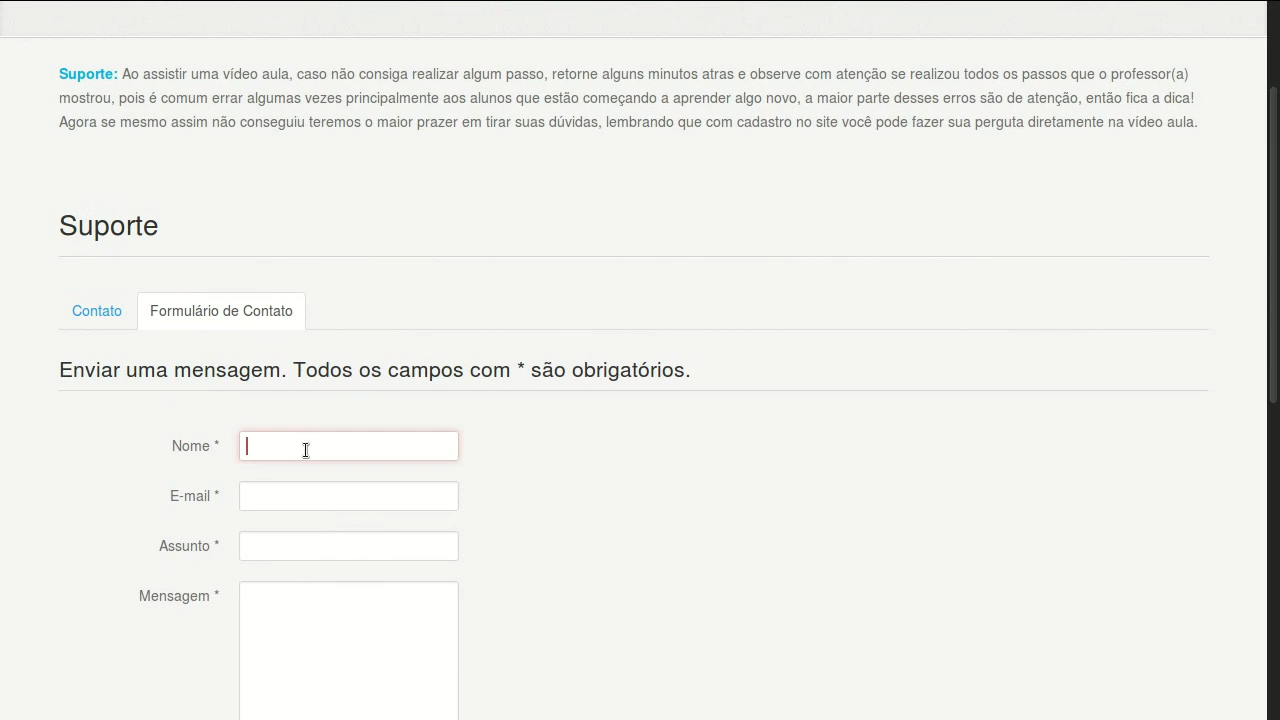 Suporte: Ao assistir uma vídeo aula, caso não consiga realizar algum passo, retorne alguns minutos atras e observe com atenção se realizou todos os passos que o professor(a)
mostrou, pois é comum errar algumas vezes principalmente aos alunos que estão começando a aprender algo novo, a maior parte desses erros são de atenção, então fica a dica!
Agora se mesmo assim não conseguiu teremos o maior prazer em tirar suas dúvidas, lembrando que com cadastro no site você pode fazer sua perguta diretamente na vídeo aula.
Suporte
Contato Formulário de Contato
Enviar uma mensagem. Todos os campos com * são obrigatórios.
Nome *
E-mail *
Assunto *
Mensagem *